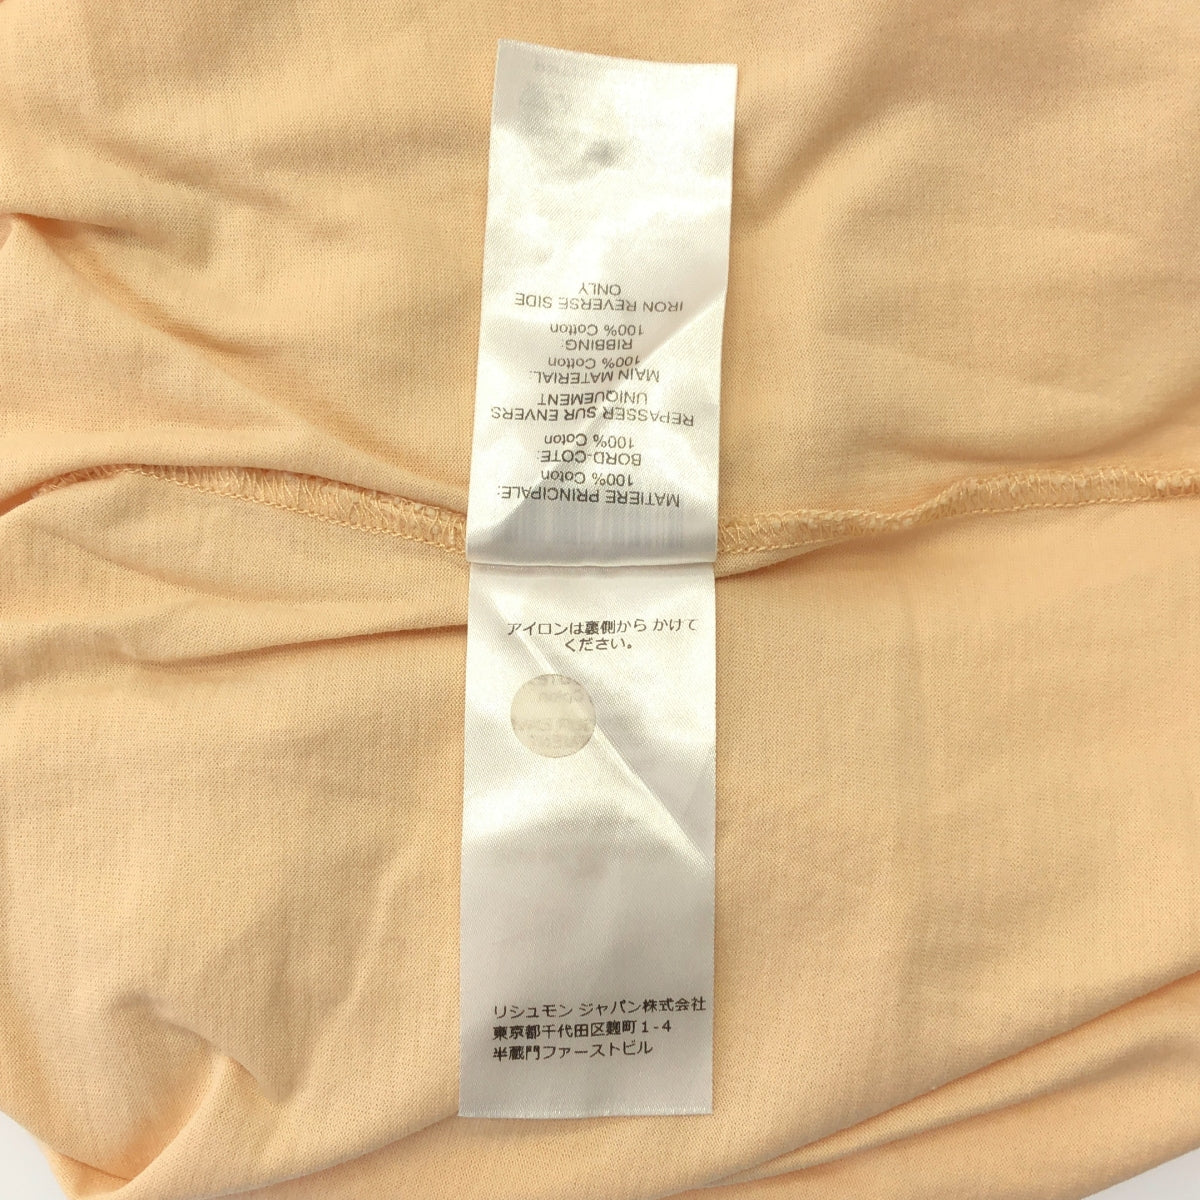 MATIERE PRINCIPALE:
100% Coton
BORD-COTE:
100% Coton
REPASSER SUR ENVERS
UNIQUEMENT
MAIN MATERIAL:
100% Cotton
RIBBING:
100% Cotton
IRON REVERSE SIDE
ONLY
アイロンは裏側から かけて
ください。
リシュモン ジャパン株式会社
東京都千代田区麹町1-4
半蔵門ファーストビル